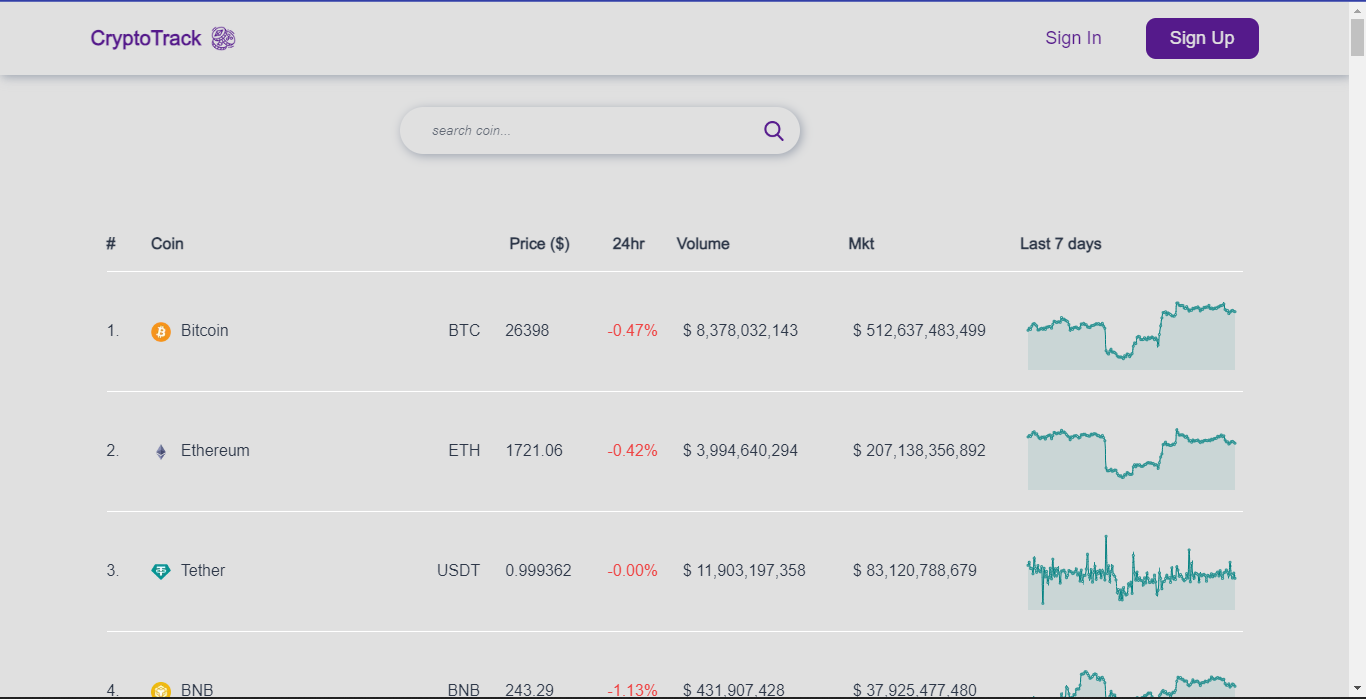 CryptoTrack Sign In Sign Up
search coin...
# Coin Price ($) 24hr Volume Mkt Last 7 days
1. Bitcoin BTC 26398 -0.47% $ 8,378,032,143 $ 512,637,483,499
2. Ethereum ETH 1721.06 -0.42% $ 3,994,640,294 $ 207,138,356,892
3. Tether USDT 0.999362 -0.00% $ 11,903,197,358 $ 83,120,788,679
4. BNB BNB 243.29 -1.13% $ 431,907,428 $ 37,925,477,480